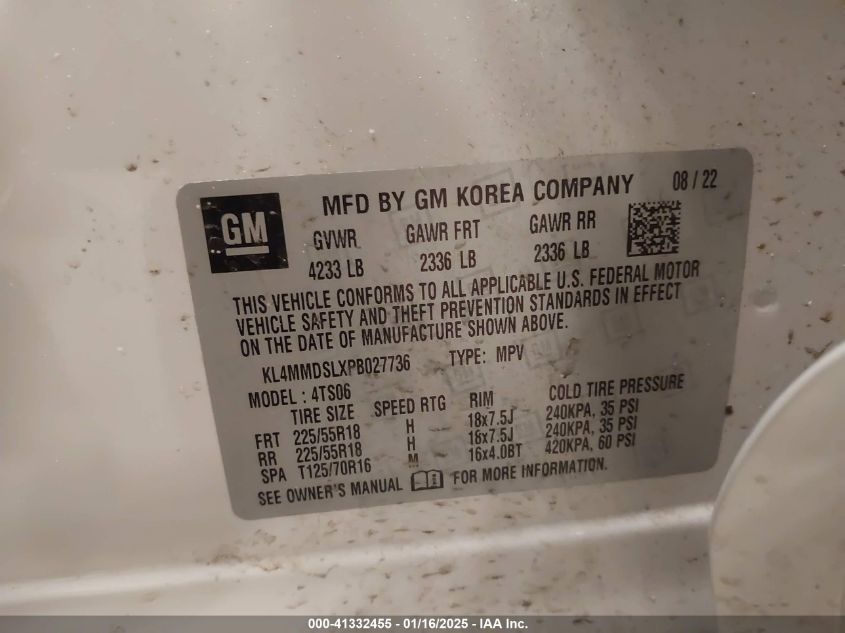 GM
MFD BY GM KOREA COMPANY 08 / 22
GVWR GAWR FRT GAWR RR
4233 LB 2336 LB 2336 LB
THIS VEHICLE CONFORMS TO ALL APPLICABLE U.S. FEDERAL MOTOR
VEHICLE SAFETY AND THEFT PREVENTION STANDARDS IN EFFECT
ON THE DATE OF MANUFACTURE SHOWN ABOVE.
KL4MMDSLXPB027736 TYPE: MPV
MODEL : 4TS06
TIRE SIZE SPEED RTG RIM COLD TIRE PRESSURE
FRT 225/55R18 H 18x7.5J 240KPA, 35 PSI
RR 225/55R18 H 18x7.5J 240KPA, 35 PSI
SPA T125/70R16 M 16x4.0BT 420KPA, 60 PSI
SEE OWNER'S MANUAL FOR MORE INFORMATION.
000-41332455 - 01/16/2025 - IAA Inc.